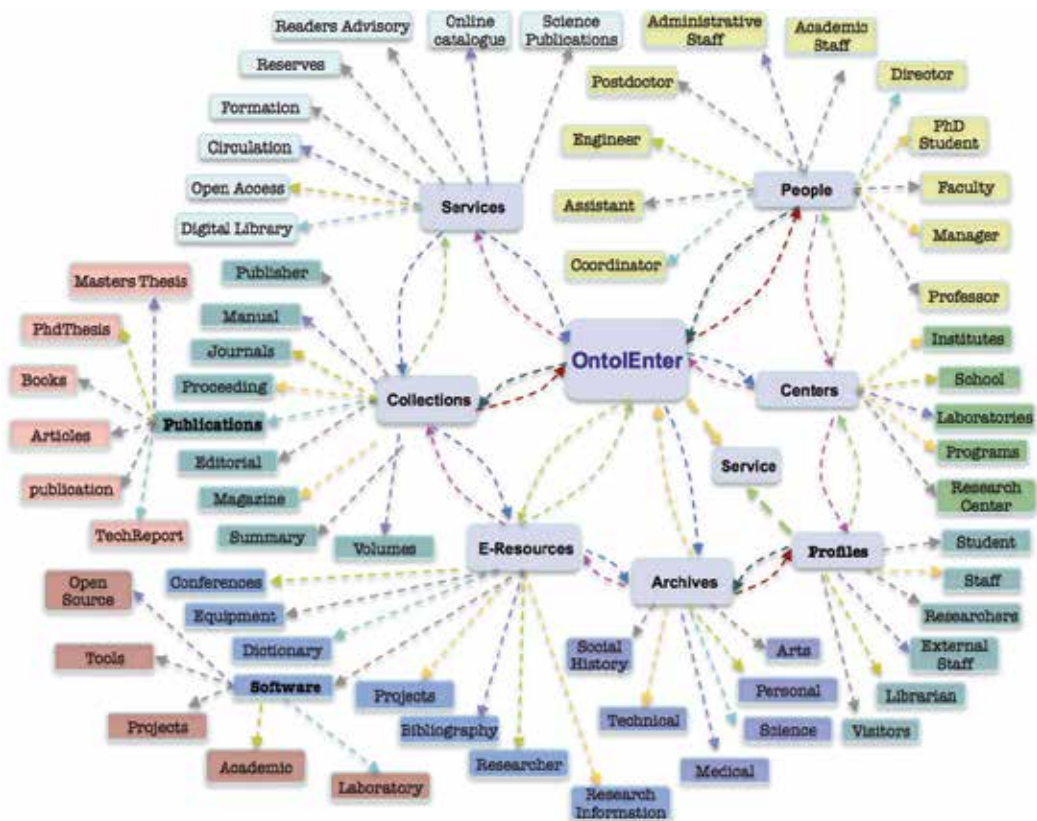 Readers Advisory
Online
catalogue
Science
Publications
Reserves
Formation
Circulation
Open Access
Digital Library
Services
Administrative
Staff
Academic
Staff
Postdoctor
Director
Engineer
PhD
Student
People
Faculty
Assistant
Manager
Coordinator
Professor
Masters Thesis
Publisher
PhdThesis
Manual
Journals
Books
Proceeding
Collections
Publications
Articles
Editorial
publication
Magazine
TechReport
Summary
Volumes
OntolEnter
Institutes
Centers
School
Laboratories
Programs
Research
Center
Service
E-Resources
Archives
Profiles
Student
Staff
Researchers
External
Staff
Librarian
Visitors
Open
Source
Conferences
Equipment
Dictionary
Tools
Software
Projects
Projects
Bibliography
Academic
Laboratory
Researcher
Research
Information
Social
History
Arts
Technical
Personal
Science
Medical